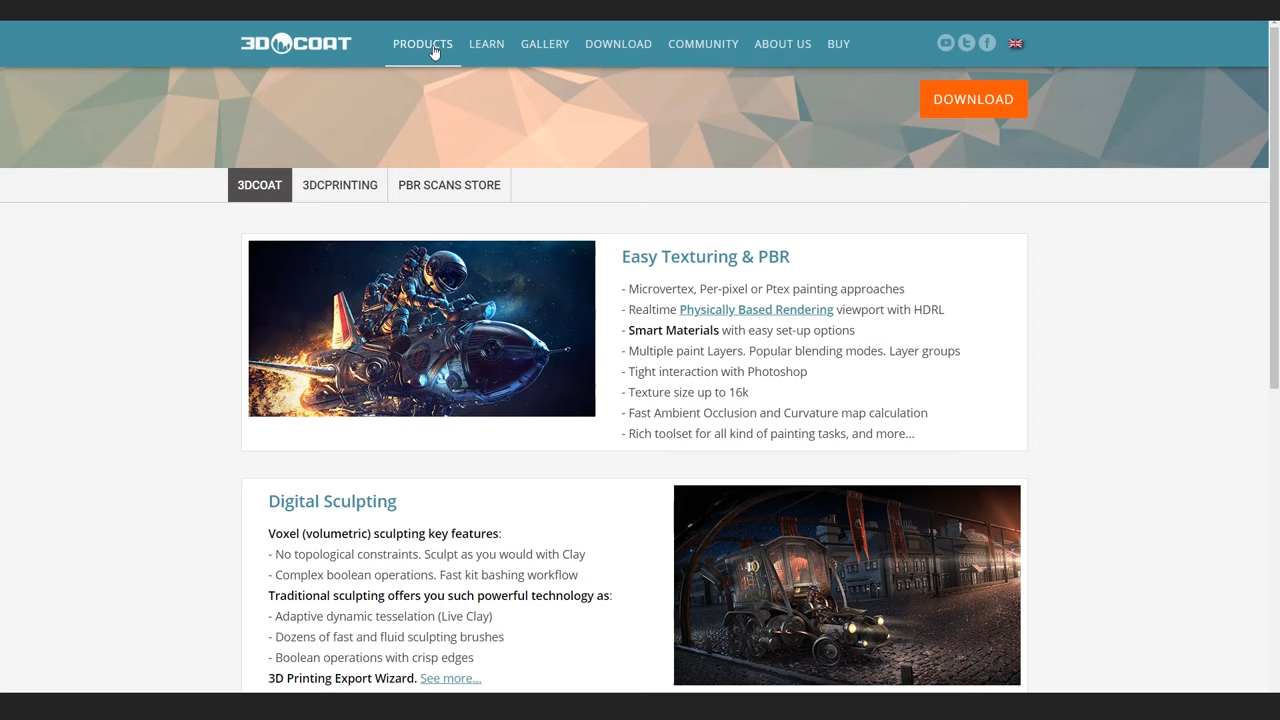 3DCOAT
PRODUCTS LEARN GALLERY DOWNLOAD COMMUNITY ABOUT US BUY
DOWNLOAD
3DCOAT 3DCPRINTING PBR SCANS STORE
Easy Texturing & PBR
- Microvertex, Per-pixel or Ptex painting approaches
- Realtime Physically Based Rendering viewport with HDRL
- Smart Materials with easy set-up options
- Multiple paint Layers. Popular blending modes. Layer groups
- Tight interaction with Photoshop
- Texture size up to 16k
- Fast Ambient Occlusion and Curvature map calculation
- Rich toolset for all kind of painting tasks, and more...
Digital Sculpting
Voxel (volumetric) sculpting key features:
- No topological constraints. Sculpt as you would with Clay
- Complex boolean operations. Fast kit bashing workflow
Traditional sculpting offers you such powerful technology as:
- Adaptive dynamic tesselation (Live Clay)
- Dozens of fast and fluid sculpting brushes
- Boolean operations with crisp edges
3D Printing Export Wizard. See more...